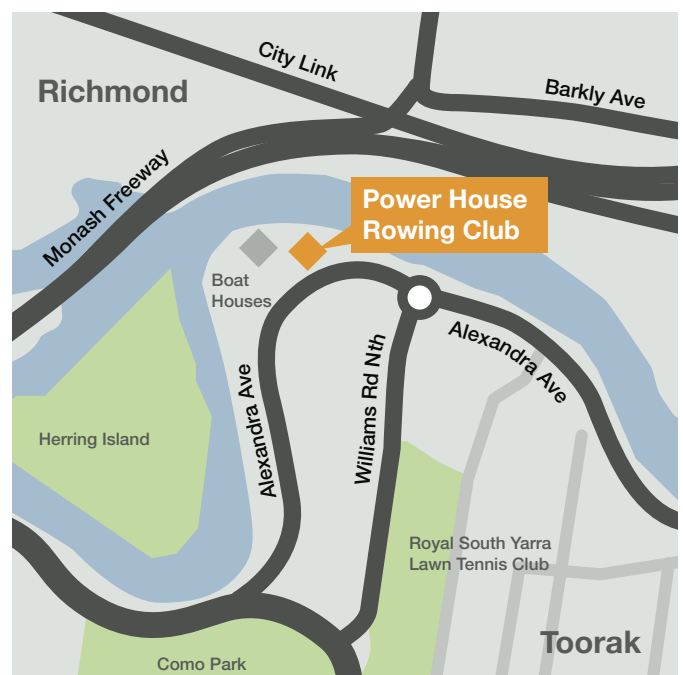 City Link
Richmond
Barkly Ave
Monash Freeway
Power House
Rowing Club
Boat
Houses
Alexandra Ave
Williams Rd Nth
Alexandra Ave
Herring Island
Royal South Yarra
Lawn Tennis Club
Toorak
Como Park